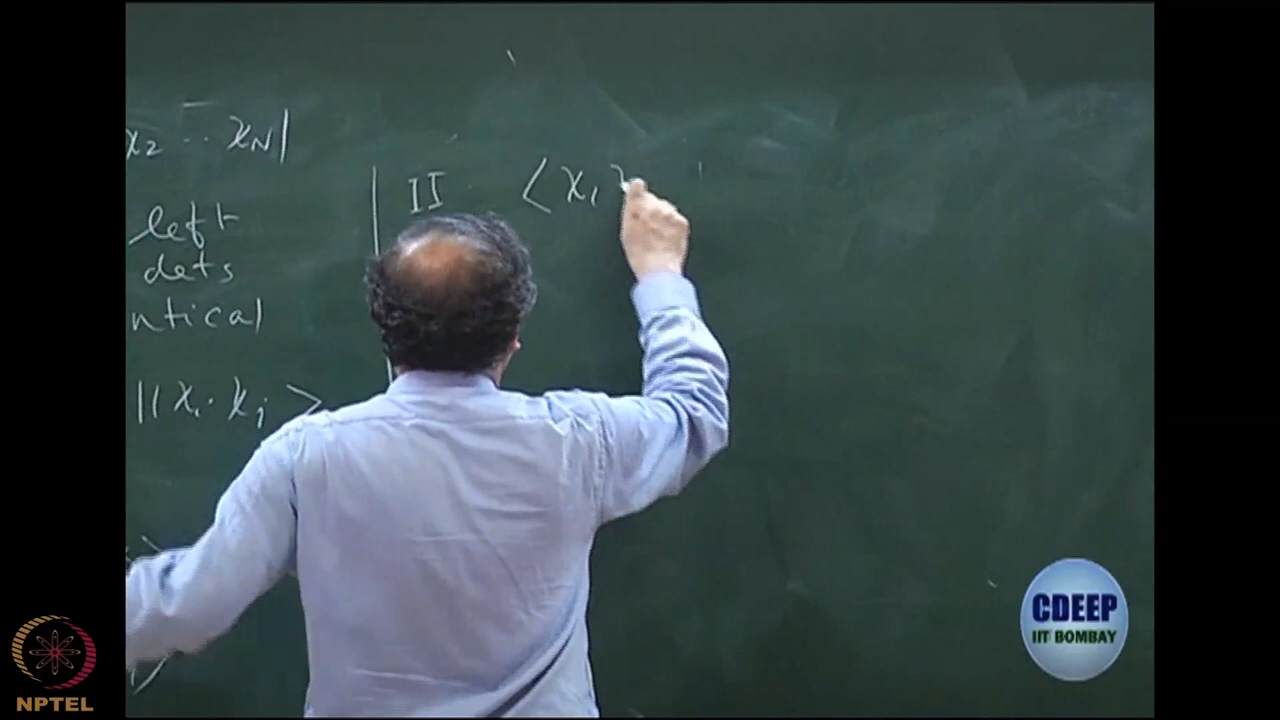 x₂ ·· x_N|
left
dets
ntical
||χᵢ· χⱼ >
II < χ₁
CDEEP
IIT BOMBAY
NPTEL